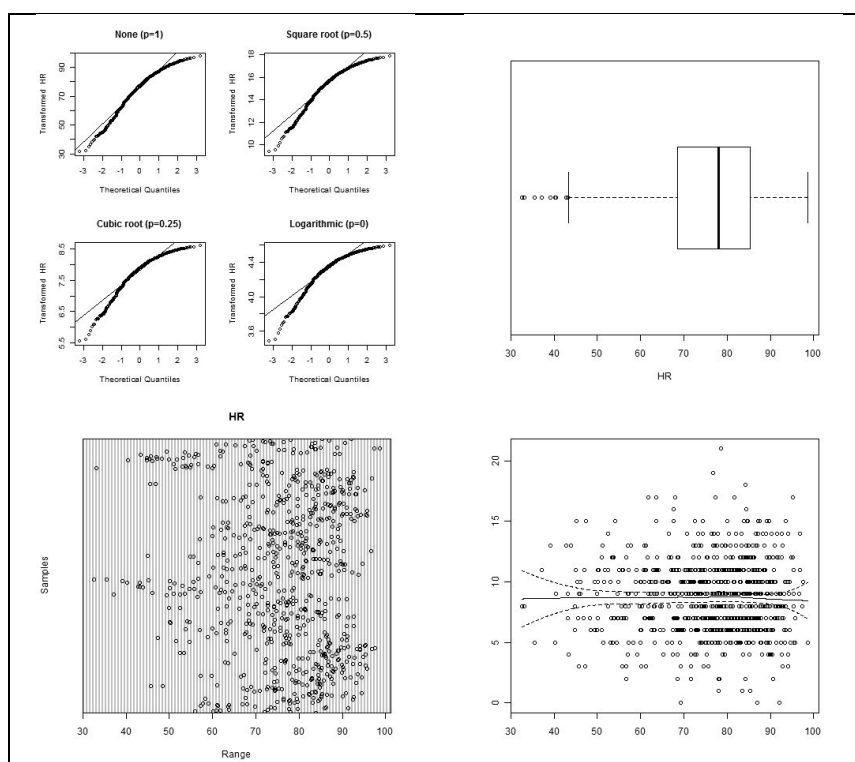 None (p=1)
Transformed HR
30 50 70 90
-3 -2 -1 0 1 2 3
Theoretical Quantiles
Square root (p=0.5)
Transformed HR
10 12 14 16 18
-3 -2 -1 0 1 2 3
Theoretical Quantiles
Cubic root (p=0.25)
Transformed HR
5.5 6.5 7.5 8.5
-3 -2 -1 0 1 2 3
Theoretical Quantiles
Logarithmic (p=0)
Transformed HR
3.6 4.0 4.4
-3 -2 -1 0 1 2 3
Theoretical Quantiles
30 40 50 60 70 80 90 100
HR
HR
Samples
30 40 50 60 70 80 90 100
Range
0 5 10 15 20
30 40 50 60 70 80 90 100